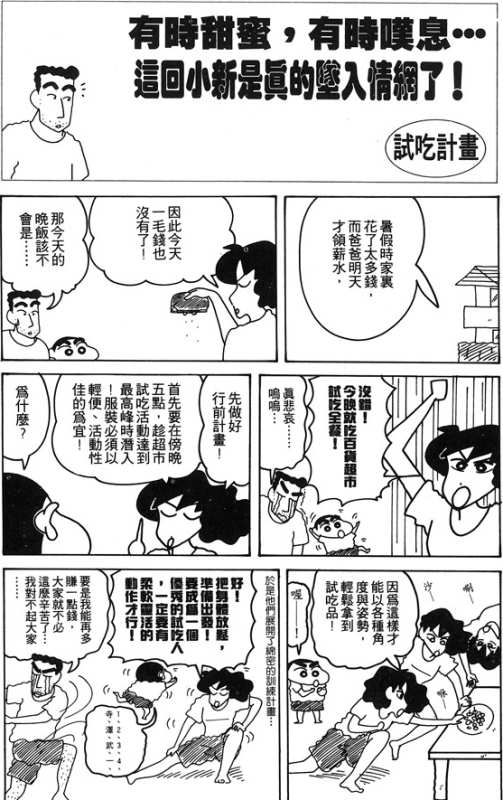 有時甜蜜，有時嘆息…
這回小新是眞的墜入情網了！
試吃計畫
暑假時家裏
花了太多錢，
而爸爸明天
才領薪水，
因此今天
一毛錢也
沒有了！
那今天的
晚飯該不
會是……
沒錯！
今晚就吃百貨超市
試吃全餐！
眞悲哀……
嗚嗚…
先做好
行前計畫！
首先要在傍晚
五點，趁超市
試吃活動達到
最高峰時潛入
！服裝必須以
輕便、活動性
佳的爲宜！
爲什麼？
因爲這樣才
能以各種角
度與姿勢，
輕鬆拿到
試吃品！
沙
唰
喔—！
於是他們展開了綿密的訓練計畫…
好！
把身體放鬆，
準備出發！
要成爲一個
優秀的試吃人
，一定要有
柔軟靈活的
動作才行！
1、2、3、4、
寺、澤、武、一、
要是我能再多
賺一點錢，
大家就不必
這麼辛苦了…
我對不起大家